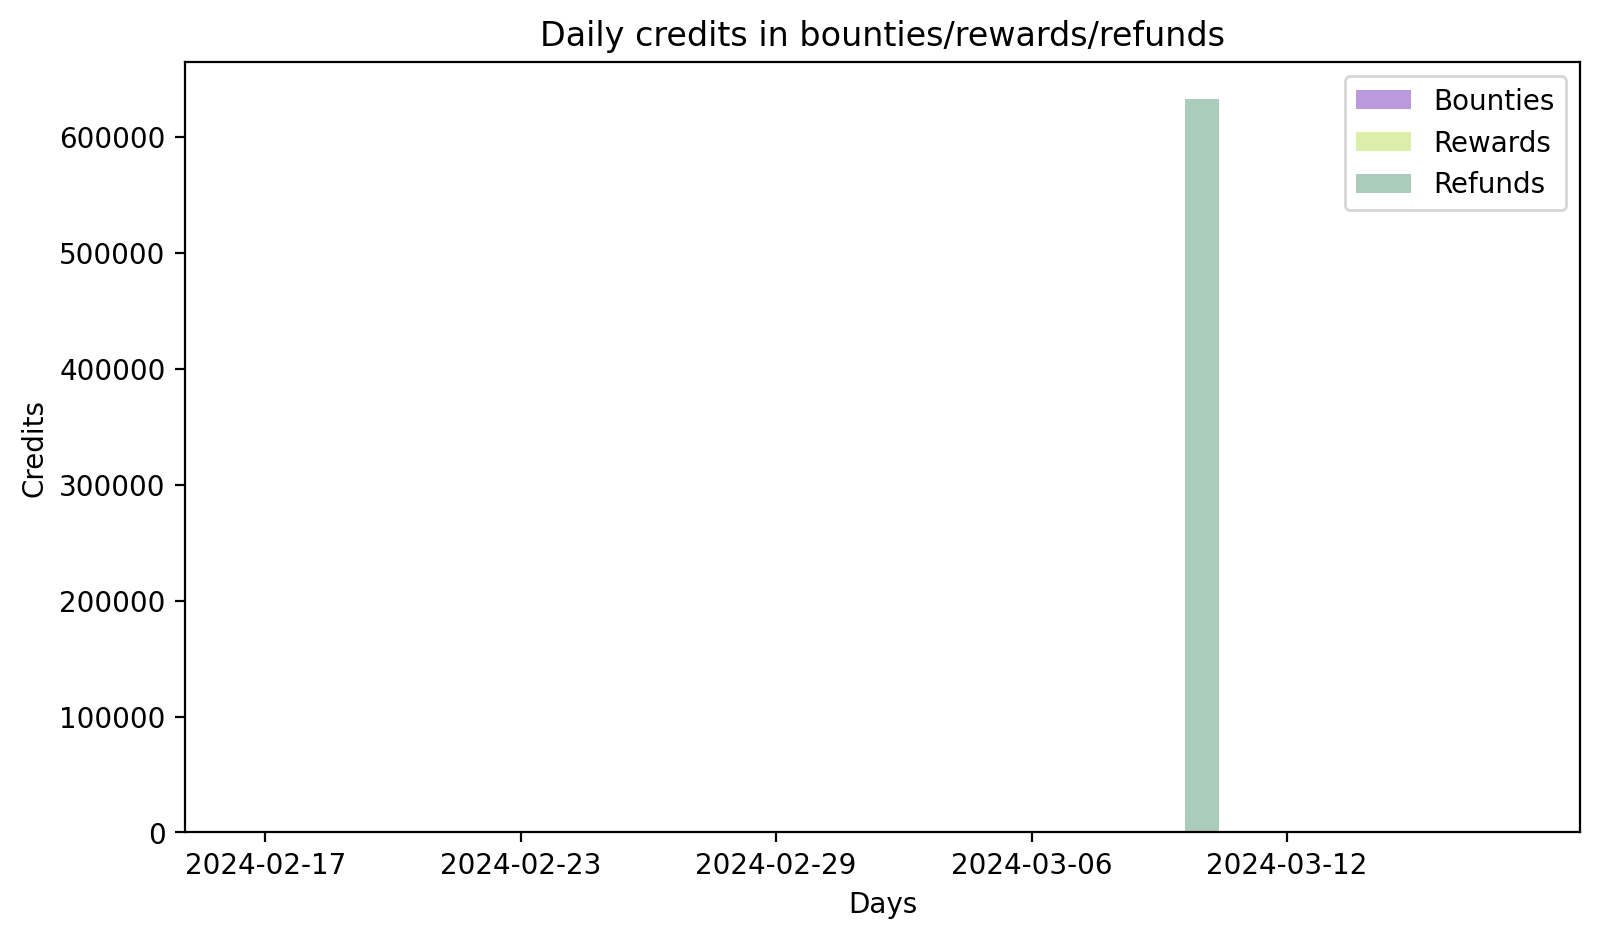 Daily credits in bounties/rewards/refunds
Bounties
Rewards
Refunds
600000
500000
400000
300000
200000
100000
0
Credits
2024-02-17
2024-02-23
2024-02-29
2024-03-06
2024-03-12
Days